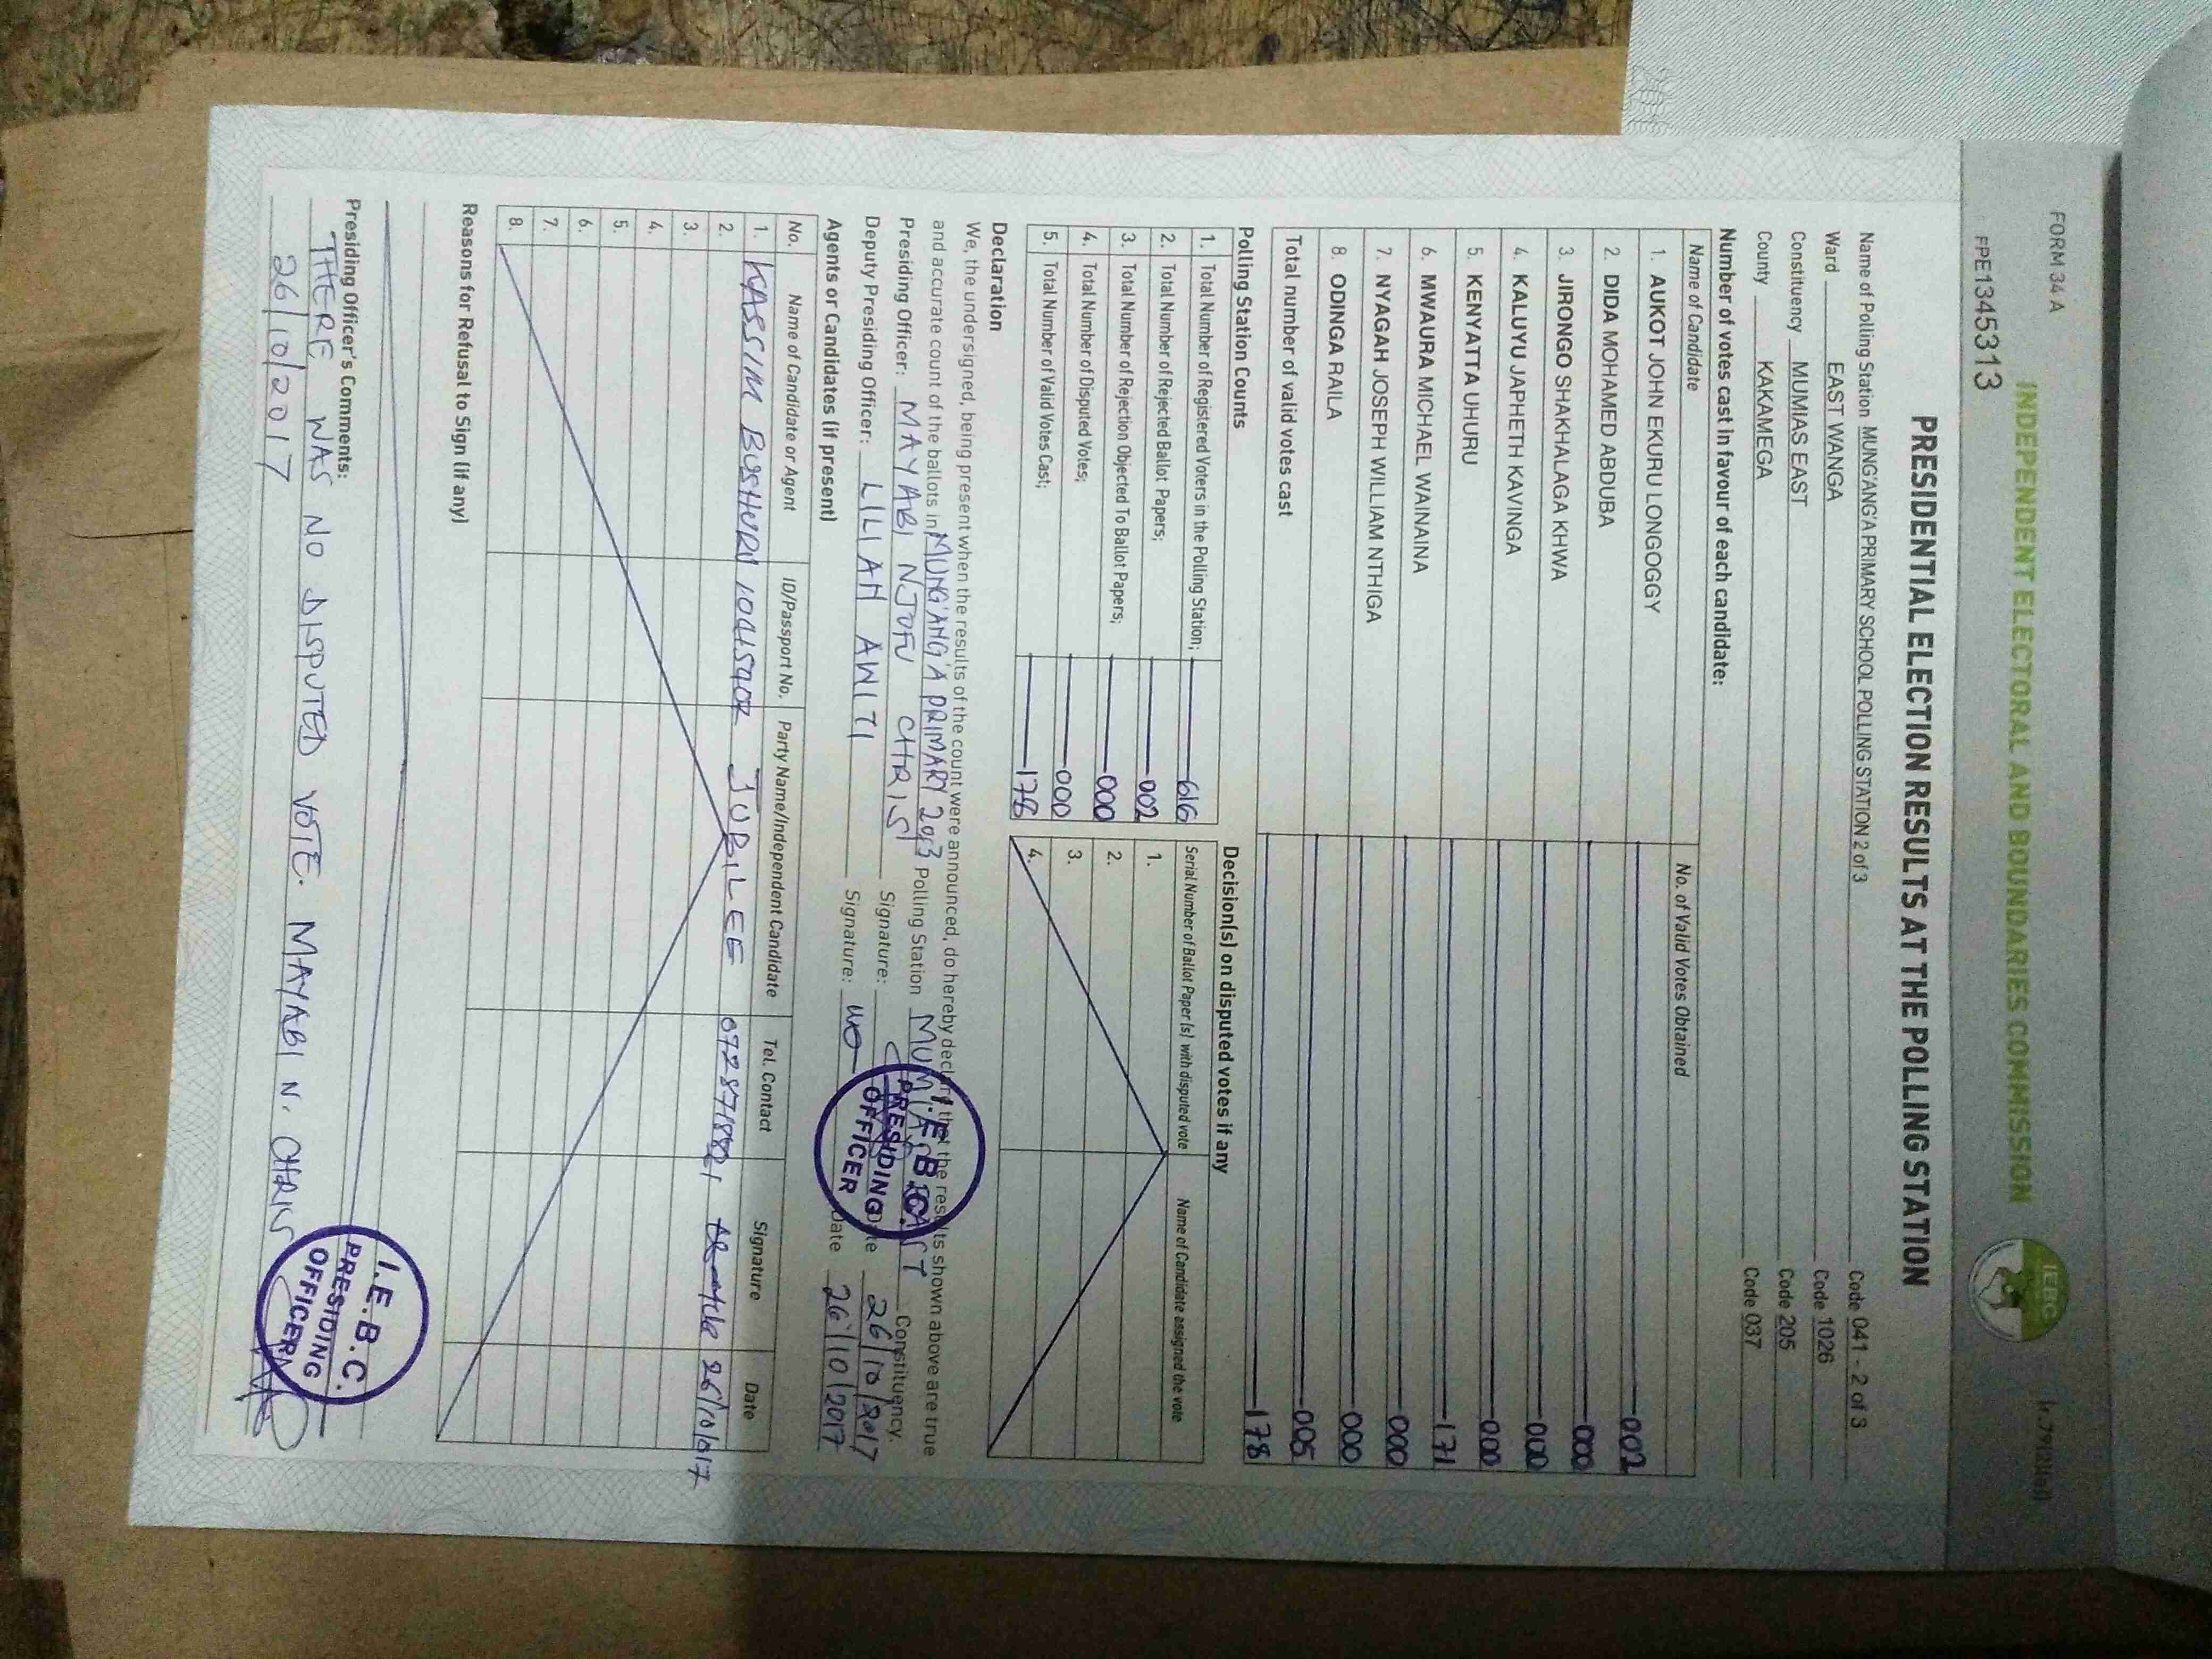 FORM 34 A
INDEPENDENT ELECTORAL AND BOUNDARIES COMMISSION
IEBC
FPE1345313
PRESIDENTIAL ELECTION RESULTS AT THE POLLING STATION
Name of Polling Station MUNG'ANG'A PRIMARY SCHOOL POLLING STATION 2 of 3 Code 041 - 2 of 3
Ward EAST WANGA Code 1026
Constituency MUMIAS EAST Code 205
County KAKAMEGA Code 037
Number of votes cast in favour of each candidate:
Name of Candidate No. of Valid Votes Obtained
1. AUKOT JOHN EKURU LONGOGGY 002
2. DIDA MOHAMED ABDUBA 000
3. JIRONGO SHAKHALAGA KHWA 000
4. KALUYU JAPHETH KAVINGA 000
5. KENYATTA UHURU 171
6. MWAURA MICHAEL WAINAINA 000
7. NYAGAH JOSEPH WILLIAM NTHIGA 000
8. ODINGA RAILA 005
Total number of valid votes cast 178
Polling Station Counts
1. Total Number of Registered Voters in the Polling Station; 616
2. Total Number of Rejected Ballot Papers; 002
3. Total Number of Rejection Objected To Ballot Papers; 000
4. Total Number of Disputed Votes; 000
5. Total Number of Valid Votes Cast; 178
Decision(s) on disputed votes if any
Serial Number of Ballot Paper (s) with disputed vote Name of Candidate assigned the vote
1.
2.
3.
4.
Declaration
We, the undersigned, being present when the results of the count were announced, do hereby declare that the results shown above are true
and accurate count of the ballots in MUNG'ANG'A PRIMARY 2 of 3 Polling Station MUMIAS EAST Constituency.
Presiding Officer: MAYABI NJOFU CHRIS Signature: Date 26/10/2017
Deputy Presiding Officer: LILIAN AWITI Signature: Date 26/10/2017
I.E.B.C.
PRESIDING
OFFICER
Agents or Candidates (if present)
No. Name of Candidate or Agent ID/Passport No. Party Name/Independent Candidate Tel. Contact Signature Date
1. KASSIM BUSHURI JUBILEE
2.
3.
4.
5.
6.
7.
8.
Reasons for Refusal to Sign (if any)
Presiding Officer's Comments:
THERE WAS NO DISPUTED VOTE. MAYABI N. CHRIS
26/10/2017
I.E.B.C.
PRESIDING
OFFICER